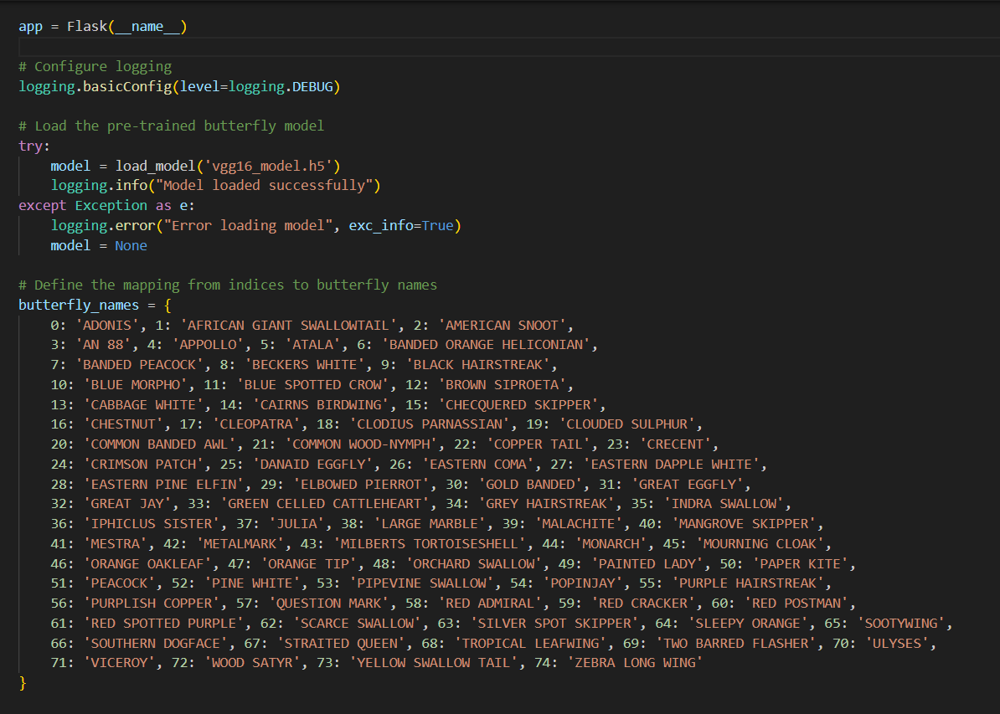 app = Flask(__name__)
# Configure logging
logging.basicConfig(level=logging.DEBUG)
# Load the pre-trained butterfly model
try:
    model = load_model('vgg16_model.h5')
    logging.info("Model loaded successfully")
except Exception as e:
    logging.error("Error loading model", exc_info=True)
    model = None
# Define the mapping from indices to butterfly names
butterfly_names = {
    0: 'ADONIS', 1: 'AFRICAN GIANT SWALLOWTAIL', 2: 'AMERICAN SNOOT',
    3: 'AN 88', 4: 'APPOLLO', 5: 'ATALA', 6: 'BANDED ORANGE HELICONIAN',
    7: 'BANDED PEACOCK', 8: 'BECKERS WHITE', 9: 'BLACK HAIRSTREAK',
    10: 'BLUE MORPHO', 11: 'BLUE SPOTTED CROW', 12: 'BROWN SIPROETA',
    13: 'CABBAGE WHITE', 14: 'CAIRNS BIRDWING', 15: 'CHECQUERED SKIPPER',
    16: 'CHESTNUT', 17: 'CLEOPATRA', 18: 'CLODIUS PARNASSIAN', 19: 'CLOUDED SULPHUR',
    20: 'COMMON BANDED AWL', 21: 'COMMON WOOD-NYMPH', 22: 'COPPER TAIL', 23: 'CRECENT',
    24: 'CRIMSON PATCH', 25: 'DANAID EGGFLY', 26: 'EASTERN COMA', 27: 'EASTERN DAPPLE WHITE',
    28: 'EASTERN PINE ELFIN', 29: 'ELBOWED PIERROT', 30: 'GOLD BANDED', 31: 'GREAT EGGFLY',
    32: 'GREAT JAY', 33: 'GREEN CELLED CATTLEHEART', 34: 'GREY HAIRSTREAK', 35: 'INDRA SWALLOW',
    36: 'IPHICLUS SISTER', 37: 'JULIA', 38: 'LARGE MARBLE', 39: 'MALACHITE', 40: 'MANGROVE SKIPPER',
    41: 'MESTRA', 42: 'METALMARK', 43: 'MILBERTS TORTOISESHELL', 44: 'MONARCH', 45: 'MOURNING CLOAK',
    46: 'ORANGE OAKLEAF', 47: 'ORANGE TIP', 48: 'ORCHARD SWALLOW', 49: 'PAINTED LADY', 50: 'PAPER KITE',
    51: 'PEACOCK', 52: 'PINE WHITE', 53: 'PIPEVINE SWALLOW', 54: 'POPINJAY', 55: 'PURPLE HAIRSTREAK',
    56: 'PURPLISH COPPER', 57: 'QUESTION MARK', 58: 'RED ADMIRAL', 59: 'RED CRACKER', 60: 'RED POSTMAN',
    61: 'RED SPOTTED PURPLE', 62: 'SCARCE SWALLOW', 63: 'SILVER SPOT SKIPPER', 64: 'SLEEPY ORANGE', 65: 'SOOTYWING',
    66: 'SOUTHERN DOGFACE', 67: 'STRAITED QUEEN', 68: 'TROPICAL LEAFWING', 69: 'TWO BARRED FLASHER', 70: 'ULYSES',
    71: 'VICEROY', 72: 'WOOD SATYR', 73: 'YELLOW SWALLOW TAIL', 74: 'ZEBRA LONG WING'
}